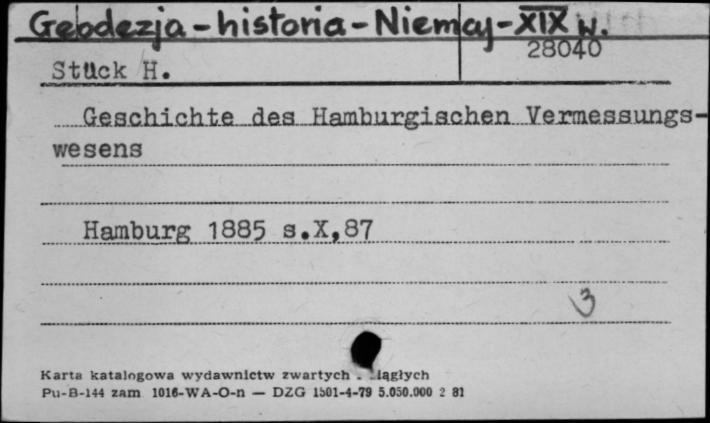 Geodezja - historia - Niemcy - XIX w.
28040
Stück H.
Geschichte des Hamburgischen Vermessungs-
wesens
Hamburg 1885 s.X,87
3
Karta katalogowa wydawnictw zwartych iągłych
Pu-B-144 zam 1016-WA-O-n — DZG 1501-4-79 5.050.000 2 81